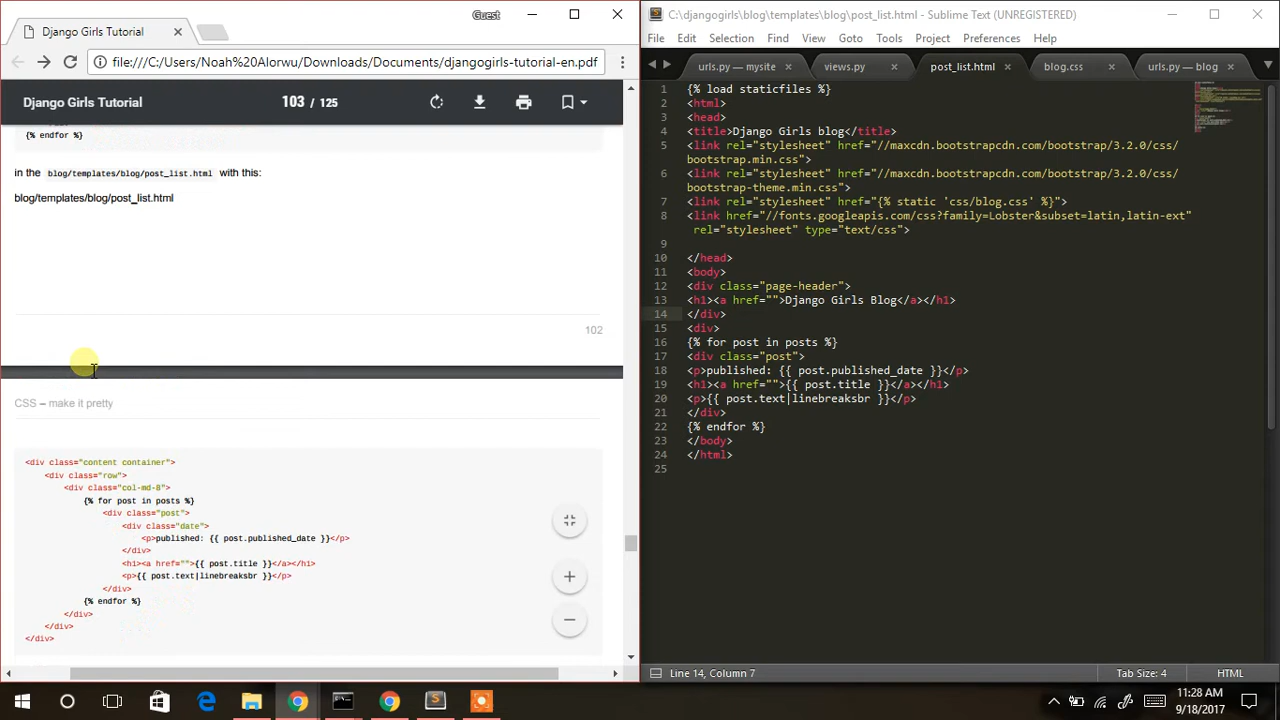 Guest
Django Girls Tutorial
file:///C:/Users/Noah%20Alorwu/Downloads/Documents/djangogirls-tutorial-en.pdf
Django Girls Tutorial
103 / 125
{% endfor %}
in the blog/templates/blog/post_list.html with this:
blog/templates/blog/post_list.html
102
CSS – make it pretty
<div class="content container">
<div class="row">
<div class="col-md-8">
{% for post in posts %}
<div class="post">
<div class="date">
<p>published: {{ post.published_date }}</p>
</div>
<h1><a href="">{{ post.title }}</a></h1>
<p>{{ post.text|linebreaksbr }}</p>
</div>
{% endfor %}
</div>
</div>
</div>
C:\djangogirls\blog\templates\blog\post_list.html - Sublime Text (UNREGISTERED)
File Edit Selection Find View Goto Tools Project Preferences Help
urls.py — mysite
views.py
post_list.html
blog.css
urls.py — blog
1 {% load staticfiles %}
2 <html>
3 <head>
4 <title>Django Girls blog</title>
5 <link rel="stylesheet" href="//maxcdn.bootstrapcdn.com/bootstrap/3.2.0/css/
bootstrap.min.css">
6 <link rel="stylesheet" href="//maxcdn.bootstrapcdn.com/bootstrap/3.2.0/css/
bootstrap-theme.min.css">
7 <link rel="stylesheet" href="{% static 'css/blog.css' %}">
8 <link href="//fonts.googleapis.com/css?family=Lobster&subset=latin,latin-ext"
rel="stylesheet" type="text/css">
9
10 </head>
11 <body>
12 <div class="page-header">
13 <h1><a href="">Django Girls Blog</a></h1>
14 </div>
15 <div>
16 {% for post in posts %}
17 <div class="post">
18 <p>published: {{ post.published_date }}</p>
19 <h1><a href="">{{ post.title }}</a></h1>
20 <p>{{ post.text|linebreaksbr }}</p>
21 </div>
22 {% endfor %}
23 </body>
24 </html>
25
Line 14, Column 7
Tab Size: 4
HTML
11:28 AM
9/18/2017